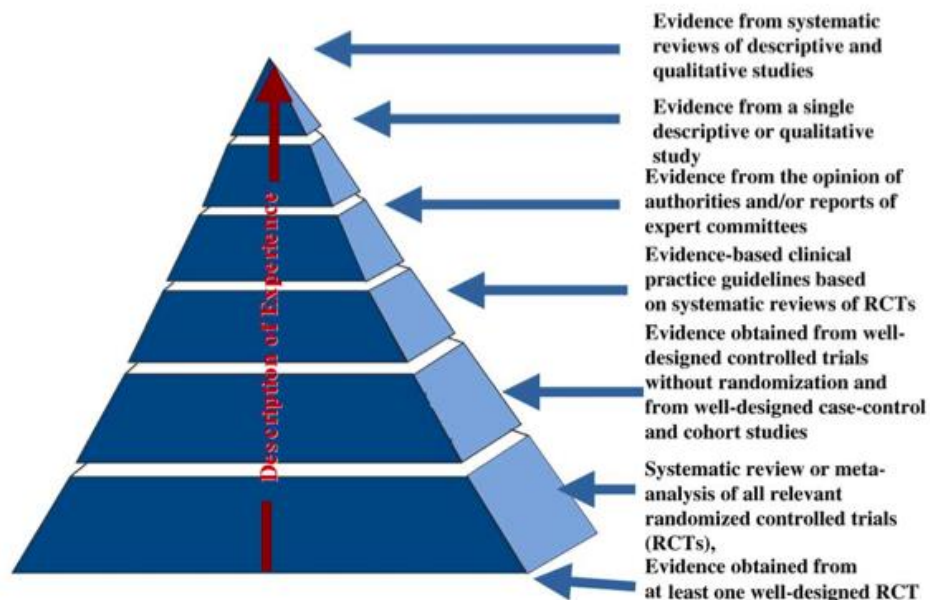 Evidence from systematic
reviews of descriptive and
qualitative studies
Evidence from a single
descriptive or qualitative
study
Evidence from the opinion of
authorities and/or reports of
expert committees
Evidence-based clinical
practice guidelines based
on systematic reviews of RCTs
Evidence obtained from well-
designed controlled trials
without randomization and
from well-designed case-control
and cohort studies
Systematic review or meta-
analysis of all relevant
randomized controlled trials
(RCTs),
Evidence obtained from
at least one well-designed RCT
Description of Experience